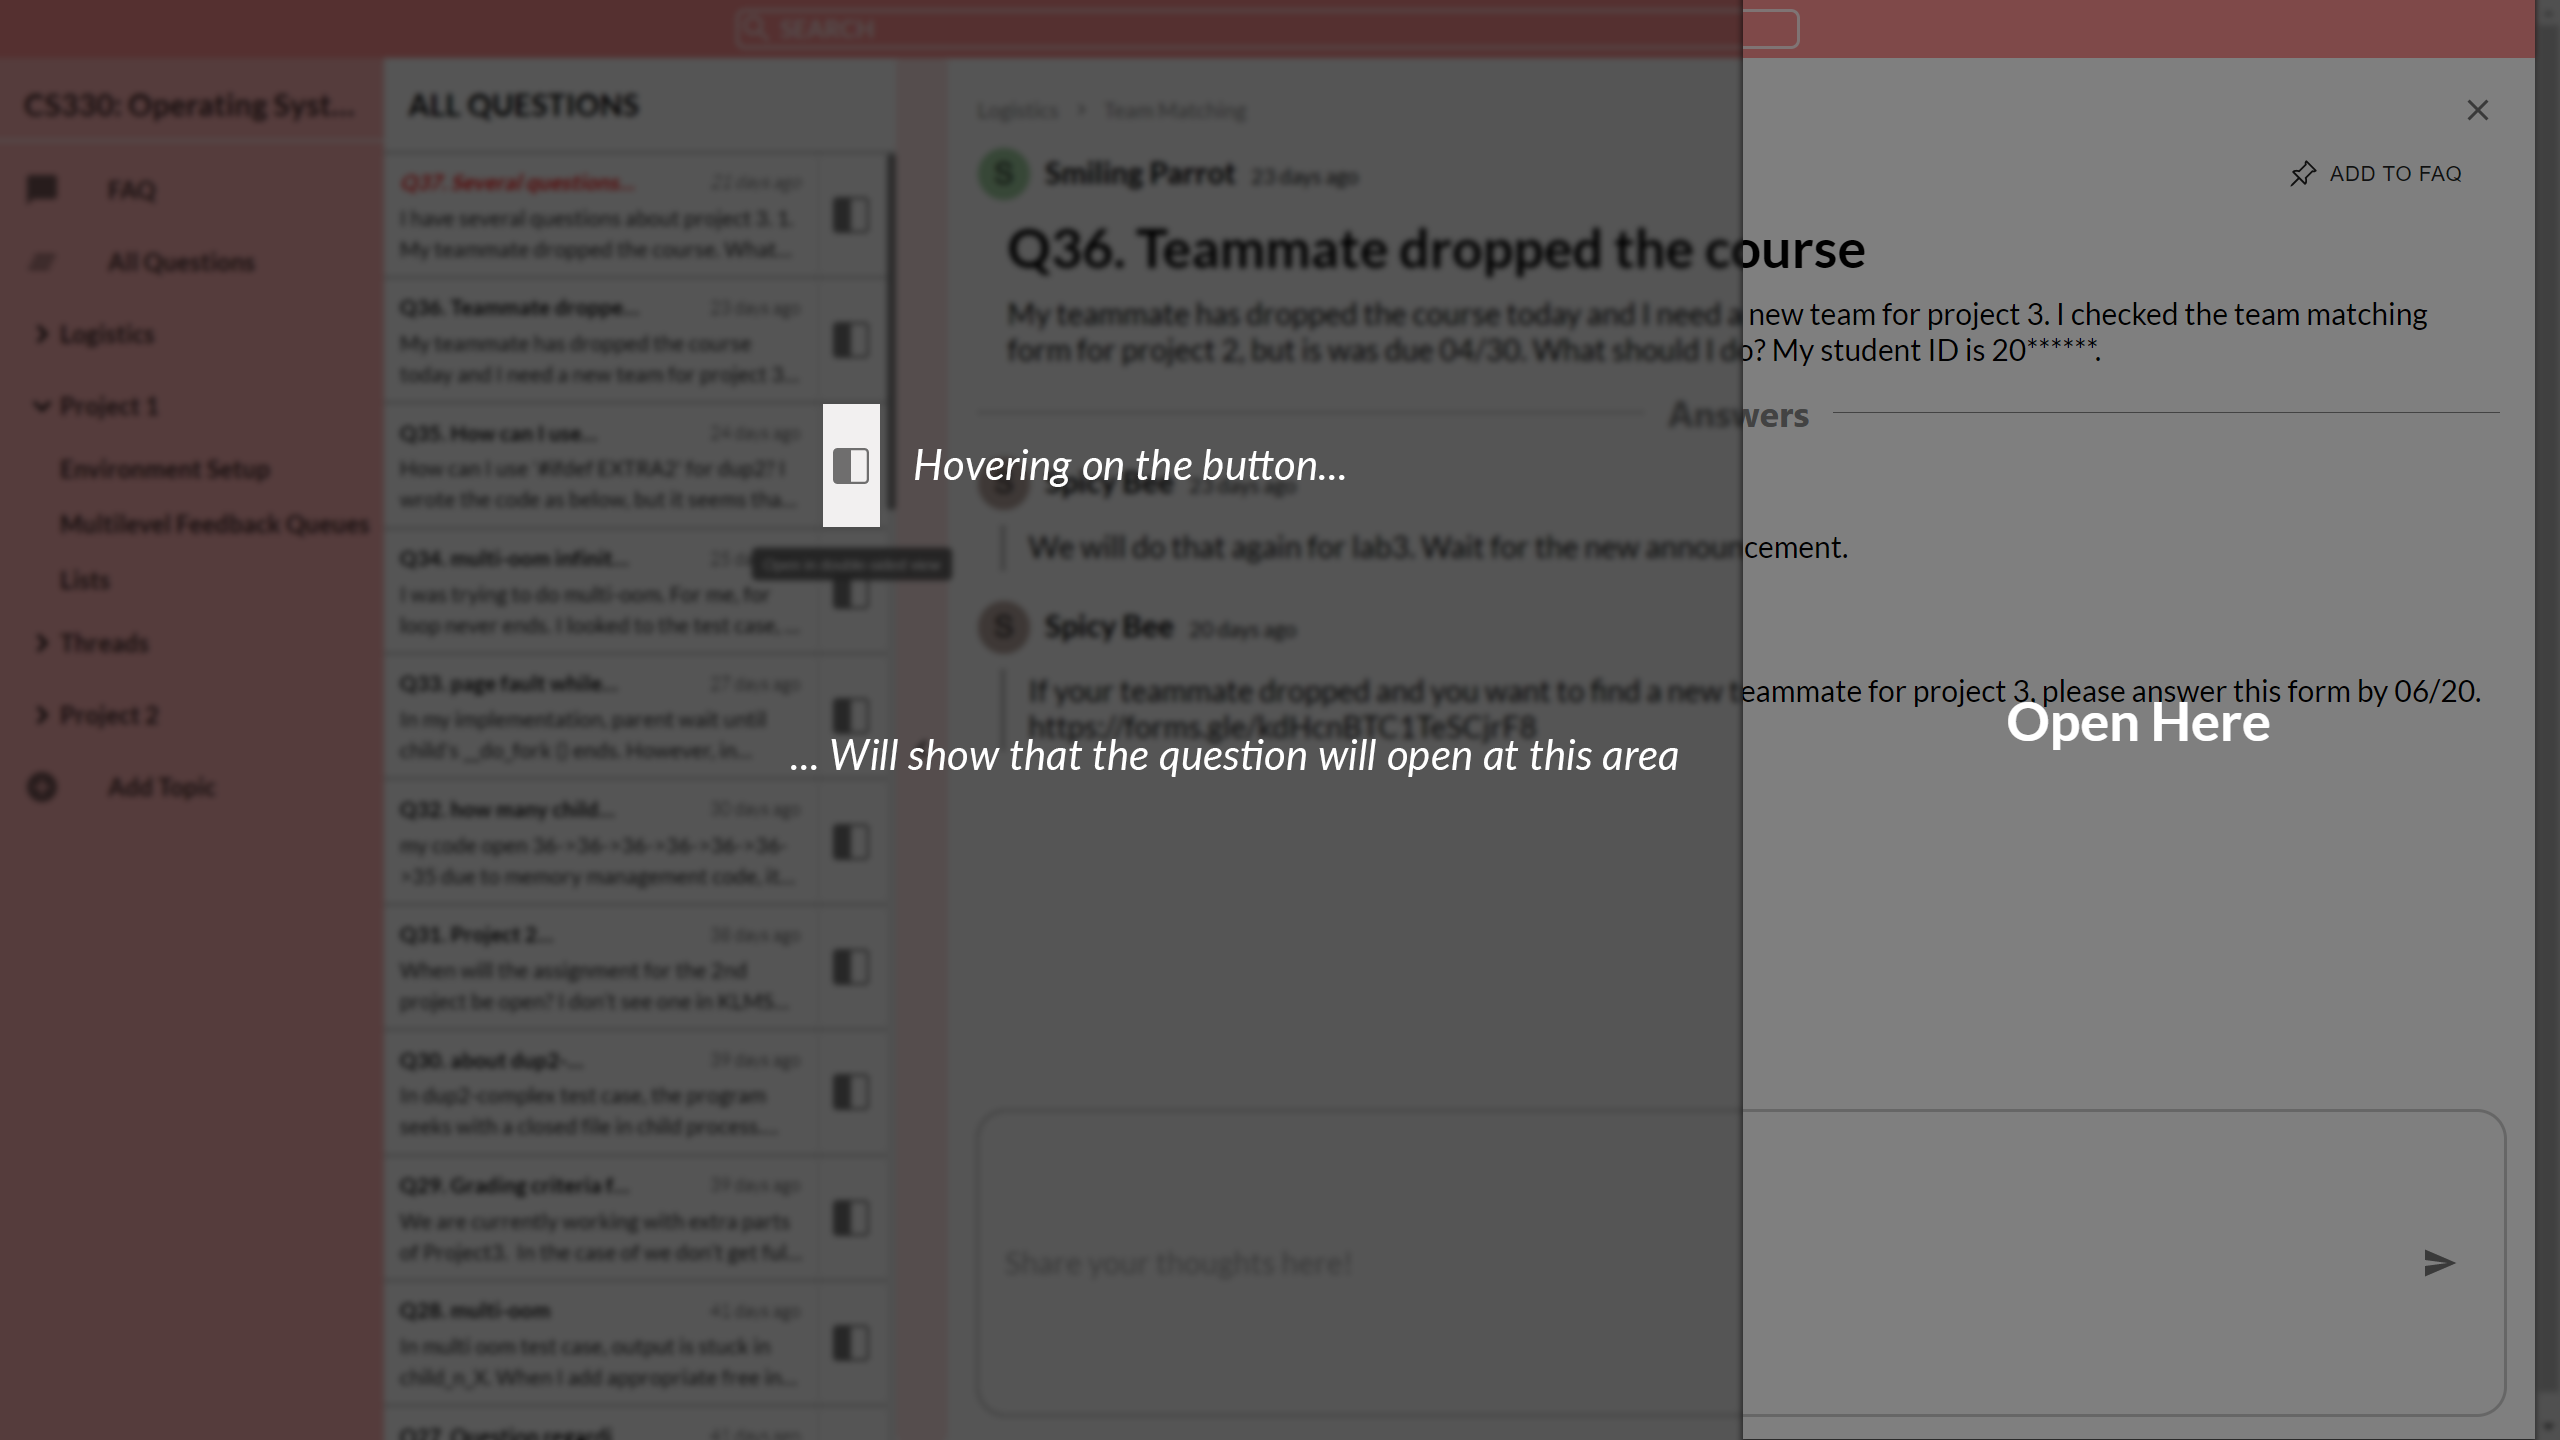 SEARCH
CS330: Operating Syst...
FAQ
All Questions
Logistics
Project 1
Environment Setup
Multilevel Feedback Queues
Lists
Threads
Project 2
Add Topic
ALL QUESTIONS
Q37. Several questions... 22 days ago
I have several questions about project 3. 1.
My teammate dropped the course. What...
Q36. Teammate droppe... 23 days ago
My teammate has dropped the course
today and I need a new team for project 3...
Q35. How can I use... 24 days ago
How can I use '#ifdef EXTRA2' for dup2? I
wrote the code as below, but it seems tha...
Q34. multi-oom infinit... 25 da
Open in double sided view
I was trying to do multi-oom. For me, for
loop never ends. I looked to the test case, ...
Q33. page fault while... 27 days ago
In my implementation, parent wait until
child's __do_fork () ends. However, in...
Q32. how many child... 30 days ago
my code open 36->36->36->36->36->36-
>35 due to memory management code, it...
Q31. Project 2... 36 days ago
When will the assignment for the 2nd
project be open? I don't see one in KLMS...
Q30. about dup2-... 39 days ago
In dup2-complex test case, the program
seeks with a closed file in child process....
Q29. Grading criteria f... 39 days ago
We are currently working with extra parts
of Project3. In the case of we don't get ful...
Q28. multi-oom 41 days ago
In multi oom test case, output is stuck in
child_n_X. When I add appropriate free in...
Q27. Question regardi 41 days ago
Logistics > Team Matching
S Smiling Parrot 23 days ago
ADD TO FAQ
Q36. Teammate dropped the course
My teammate has dropped the course today and I need a new team for project 3. I checked the team matching
form for project 2, but is was due 04/30. What should I do? My student ID is 20******.
Answers
Hovering on the button...
S Spicy Bee 23 days ago
We will do that again for lab3. Wait for the new announcement.
S Spicy Bee 20 days ago
If your teammate dropped and you want to find a new teammate for project 3, please answer this form by 06/20.
https://forms.gle/kdHcnBTC1TeSCjrF8
Open Here
... Will show that the question will open at this area
Share your thoughts here!